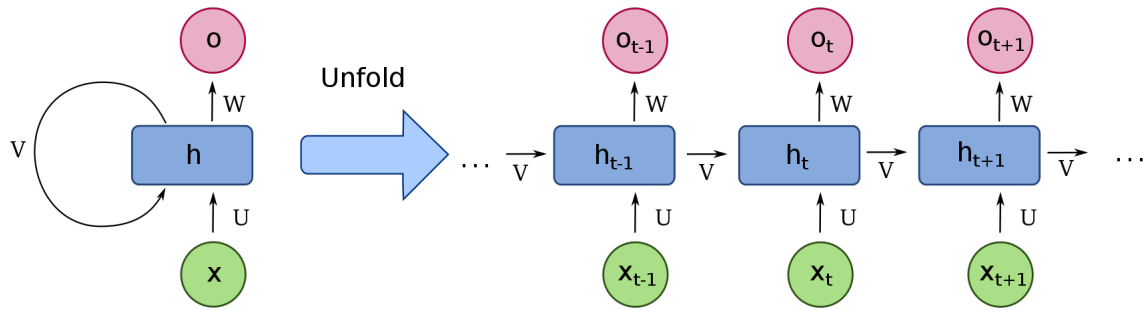 o
W
V
h
U
x
Unfold
...
V
o_{t-1}
W
h_{t-1}
U
x_{t-1}
V
o_t
W
h_t
U
x_t
V
o_{t+1}
W
h_{t+1}
U
x_{t+1}
V
...